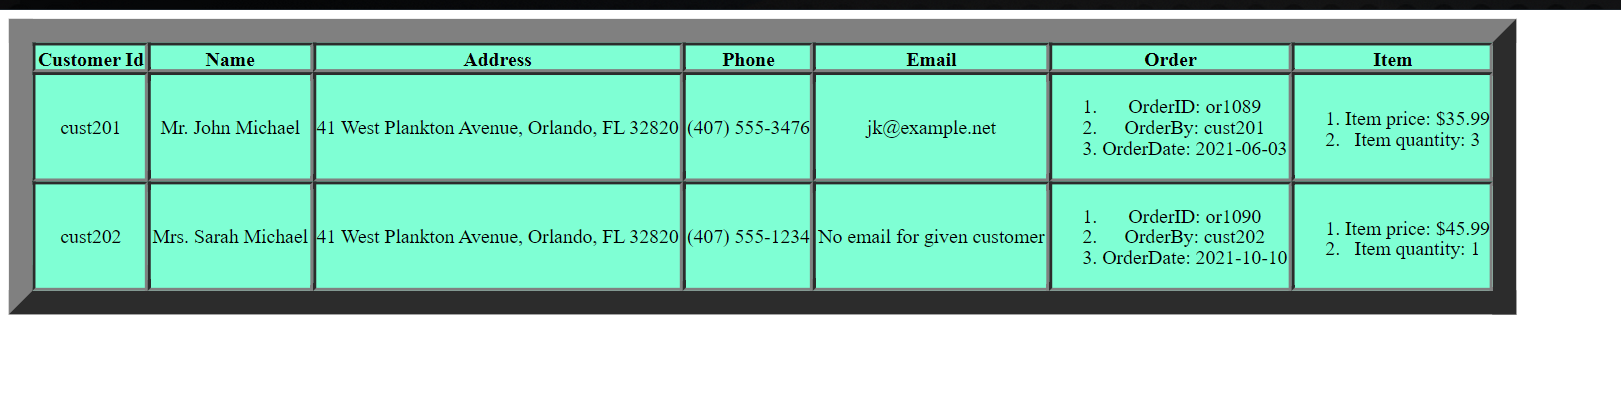 Customer Id Name Address Phone Email Order Item
cust201 Mr. John Michael 41 West Plankton Avenue, Orlando, FL 32820 (407) 555-3476 jk@example.net
1. OrderID: or1089
2. OrderBy: cust201
3. OrderDate: 2021-06-03
1. Item price: $35.99
2. Item quantity: 3
cust202 Mrs. Sarah Michael 41 West Plankton Avenue, Orlando, FL 32820 (407) 555-1234 No email for given customer
1. OrderID: or1090
2. OrderBy: cust202
3. OrderDate: 2021-10-10
1. Item price: $45.99
2. Item quantity: 1